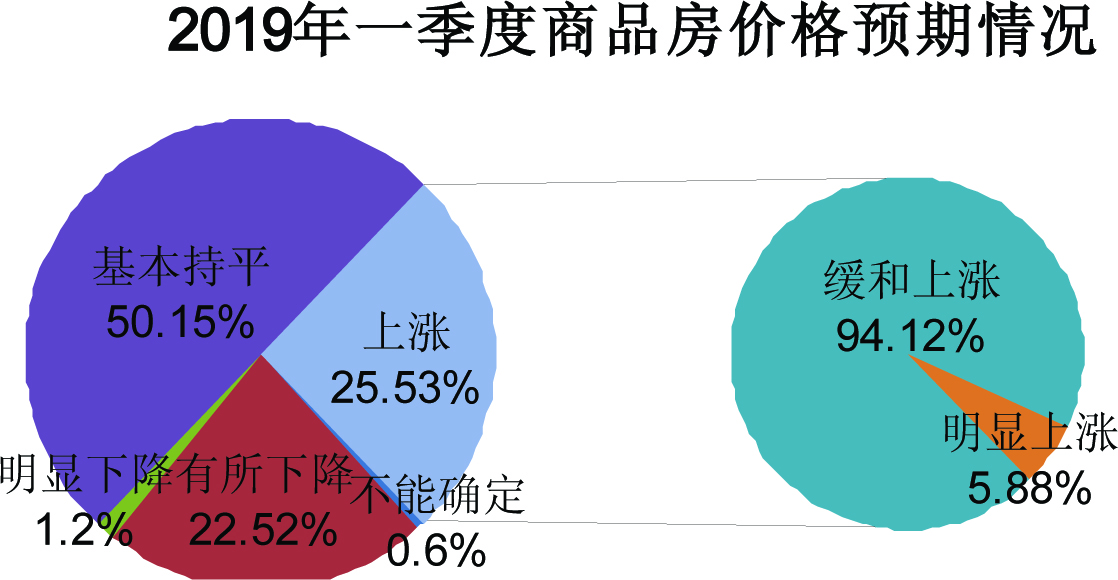 2019年一季度商品房价格预期情况
基本持平
50.15%
上涨
25.53%
明显下降
1.2%
有所下降
22.52%
不能确定
0.6%
缓和上涨
94.12%
明显上涨
5.88%